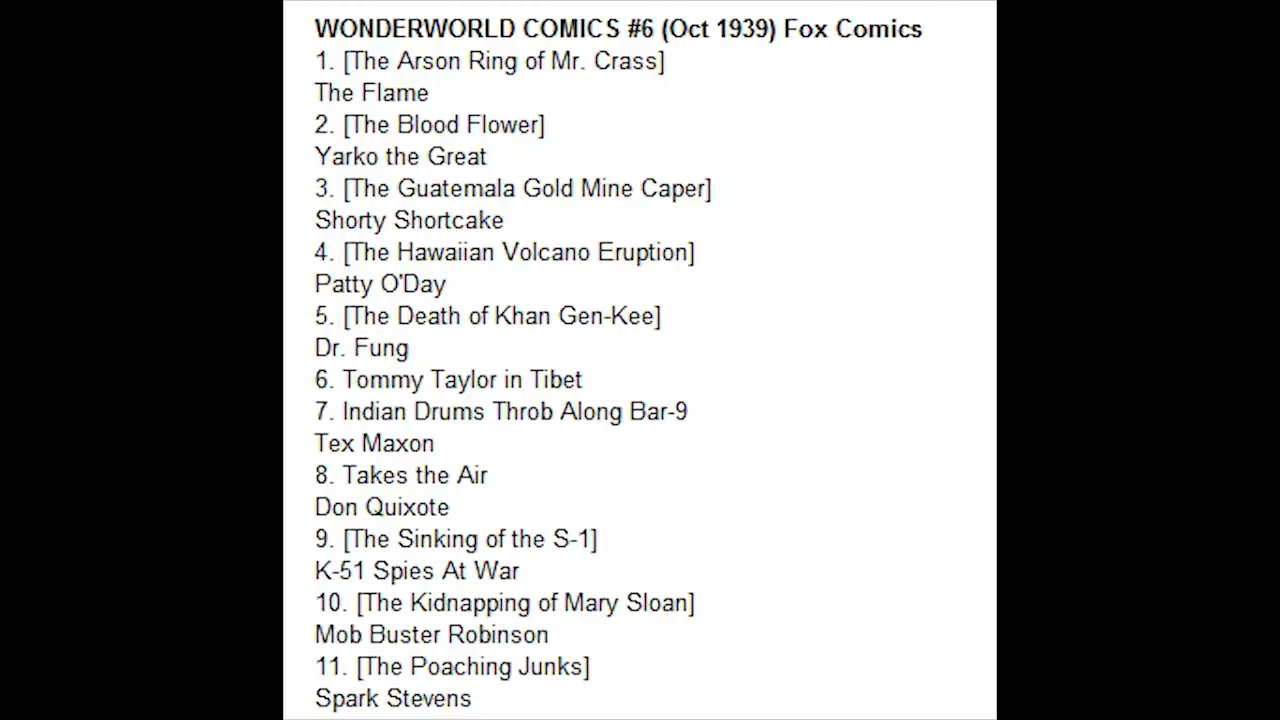 WONDERWORLD COMICS #6 (Oct 1939) Fox Comics
1. [The Arson Ring of Mr. Crass]
The Flame
2. [The Blood Flower]
Yarko the Great
3. [The Guatemala Gold Mine Caper]
Shorty Shortcake
4. [The Hawaiian Volcano Eruption]
Patty O'Day
5. [The Death of Khan Gen-Kee]
Dr. Fung
6. Tommy Taylor in Tibet
7. Indian Drums Throb Along Bar-9
Tex Maxon
8. Takes the Air
Don Quixote
9. [The Sinking of the S-1]
K-51 Spies At War
10. [The Kidnapping of Mary Sloan]
Mob Buster Robinson
11. [The Poaching Junks]
Spark Stevens